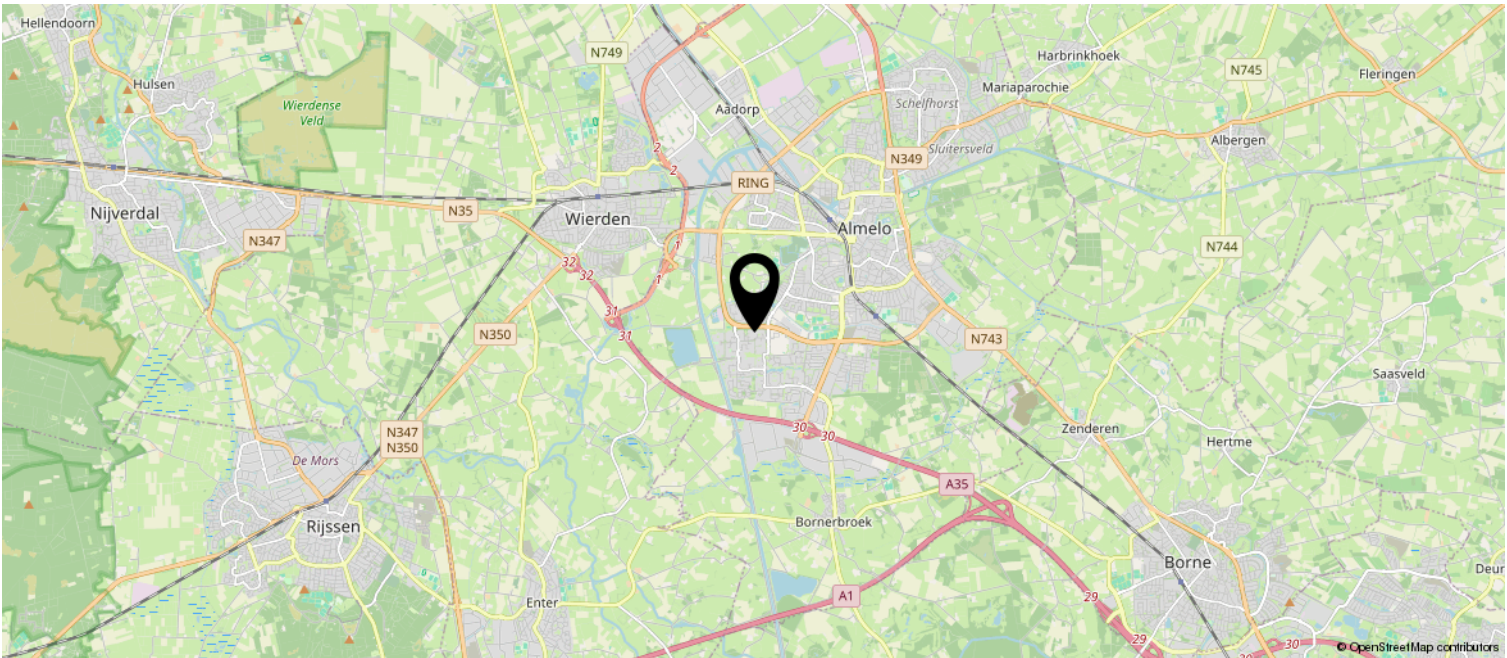 Hellendoorn
N749
Harbrinkhoek
N745
Fleringen
Hulsen
Mariaparochie
Wierdense
Veld
Aadorp
Schelfhorst
Albergen
Sluitersveld
2
2
N349
RING
Nijverdal
N35
Wierden
Almelo
N347
1
N744
32
32
1
31
31
N350
N743
Saasveld
N347
N350
30
30
Zenderen
Hertme
De Mors
A35
Rijssen
Bornerbroek
Borne
Deur
Enter
A1
29
29
30
30
© OpenStreetMap contributors